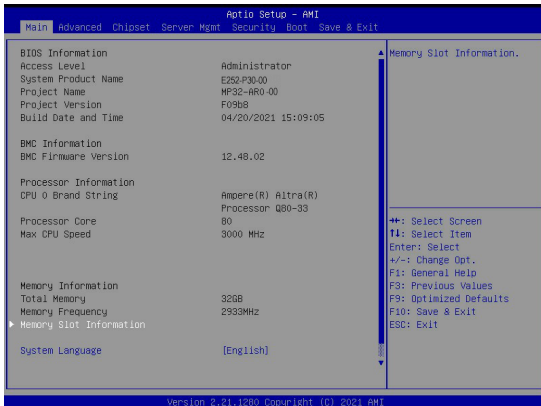 Aptio Setup – AMI
Main Advanced Chipset Server Mgmt Security Boot Save & Exit
BIOS Information
Access Level Administrator
System Product Name E252-P30-00
Project Name MP32-AR0-00
Project Version F09b8
Build Date and Time 04/20/2021 15:09:05
BMC Information
BMC Firmware Version 12.48.02
Processor Information
CPU 0 Brand String Ampere(R) Altra(R)
Processor Q80-33
Processor Core 80
Max CPU Speed 3000 MHz
Memory Information
Total Memory 32GB
Memory Frequency 2933MHz
Memory Slot Information
System Language [English]
Memory Slot Information.
→←: Select Screen
↑↓: Select Item
Enter: Select
+/-: Change Opt.
F1: General Help
F3: Previous Values
F9: Optimized Defaults
F10: Save & Exit
ESC: Exit
Version 2.21.1280 Copyright (C) 2021 AMI